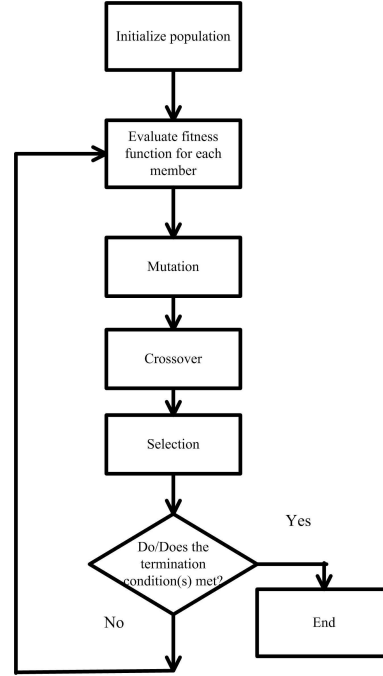 Initialize population
Evaluate fitness
function for each
member
Mutation
Crossover
Selection
Yes
Do/Does the
termination
condition(s) met?
No
End